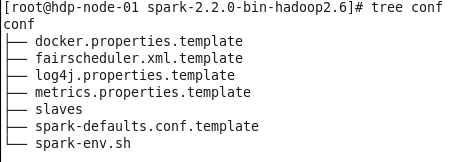 [root@hdp-node-01 spark-2.2.0-bin-hadoop2.6]# tree conf
conf
├── docker.properties.template
├── fairscheduler.xml.template
├── log4j.properties.template
├── metrics.properties.template
├── slaves
├── spark-defaults.conf.template
└── spark-env.sh